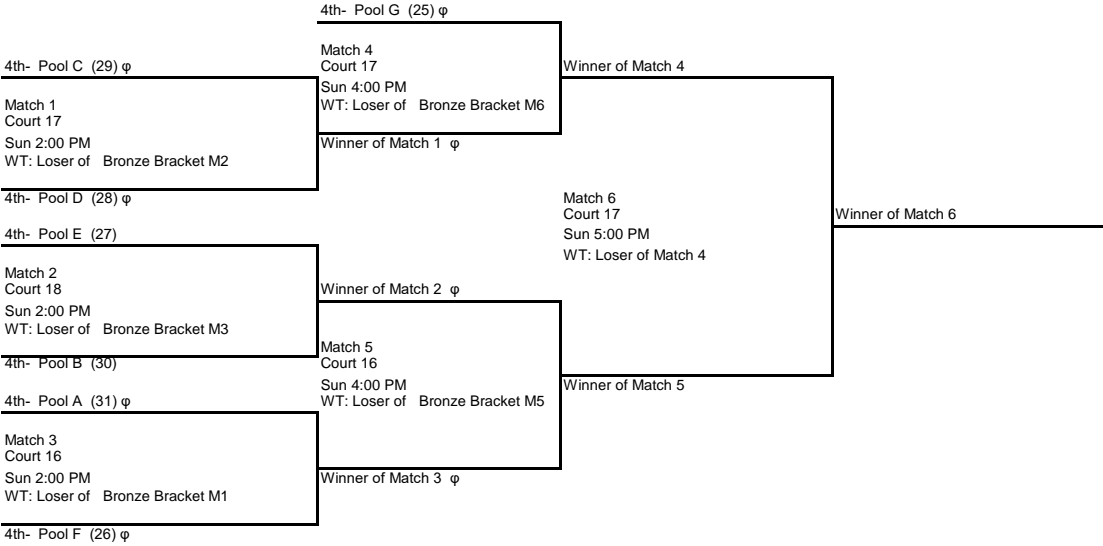 4th- Pool G (25) φ
Match 4
Court 17
Sun 4:00 PM
WT: Loser of Bronze Bracket M6
Winner of Match 4
4th- Pool C (29) φ
Match 1
Court 17
Sun 2:00 PM
WT: Loser of Bronze Bracket M2
Winner of Match 1 φ
4th- Pool D (28) φ
Match 6
Court 17
Sun 5:00 PM
WT: Loser of Match 4
Winner of Match 6
4th- Pool E (27)
Match 2
Court 18
Sun 2:00 PM
WT: Loser of Bronze Bracket M3
Winner of Match 2 φ
4th- Pool B (30)
Match 5
Court 16
Sun 4:00 PM
WT: Loser of Bronze Bracket M5
Winner of Match 5
4th- Pool A (31) φ
Match 3
Court 16
Sun 2:00 PM
WT: Loser of Bronze Bracket M1
Winner of Match 3 φ
4th- Pool F (26) φ